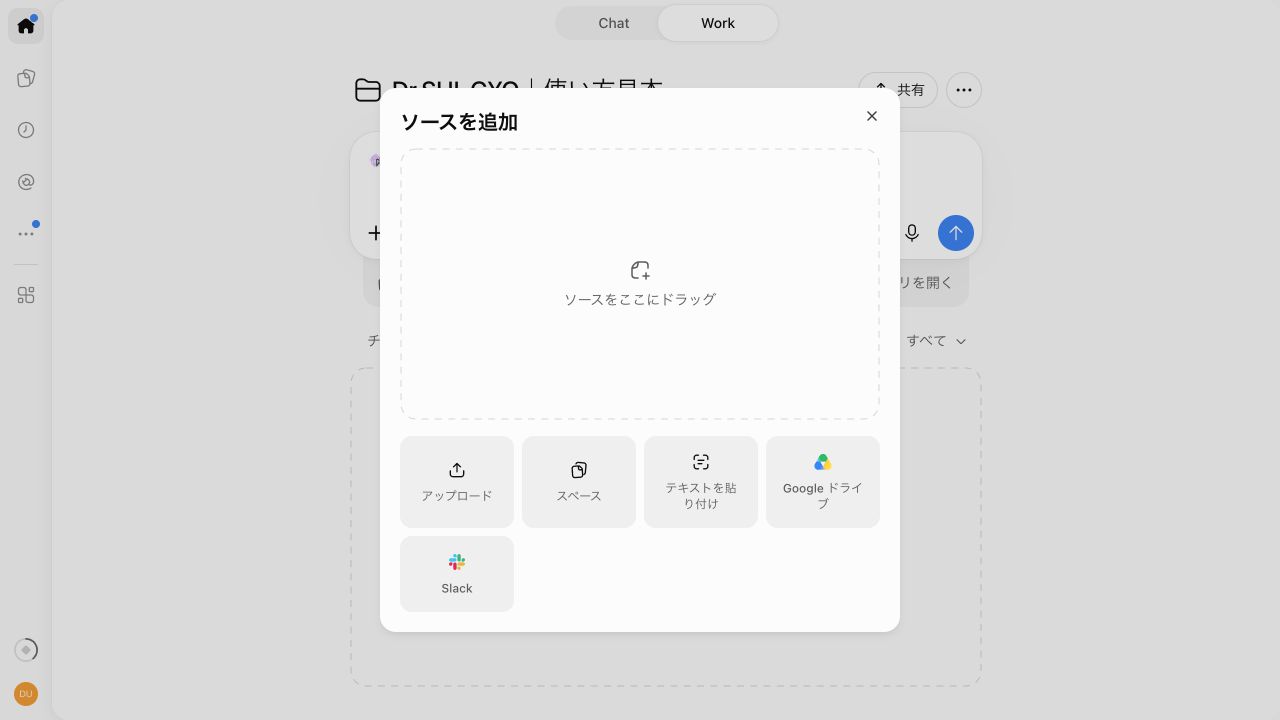 Chat
Work
共有
ソースを追加
ソースをここにドラッグ
リを開く
チ
すべて
アップロード
スペース
テキストを貼
り付け
Google ドライ
ブ
Slack
DU